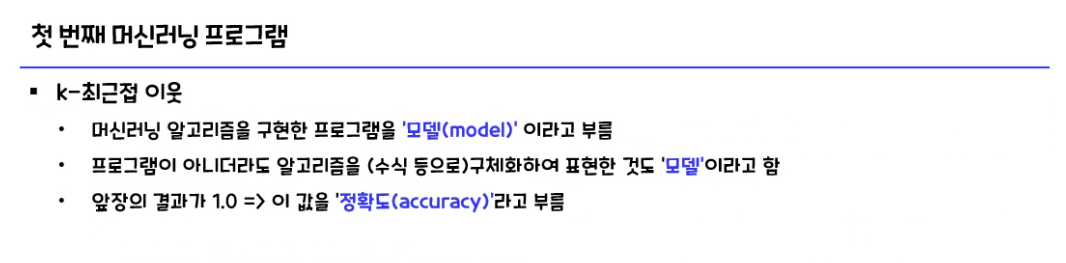 첫 번째 머신러닝 프로그램
▪ k-최근접 이웃
• 머신러닝 알고리즘을 구현한 프로그램을 '모델(model)' 이라고 부름
• 프로그램이 아니더라도 알고리즘을 (수식 등으로)구체화하여 표현한 것도 '모델'이라고 함
• 앞장의 결과가 1.0 => 이 값을 '정확도(accuracy)'라고 부름